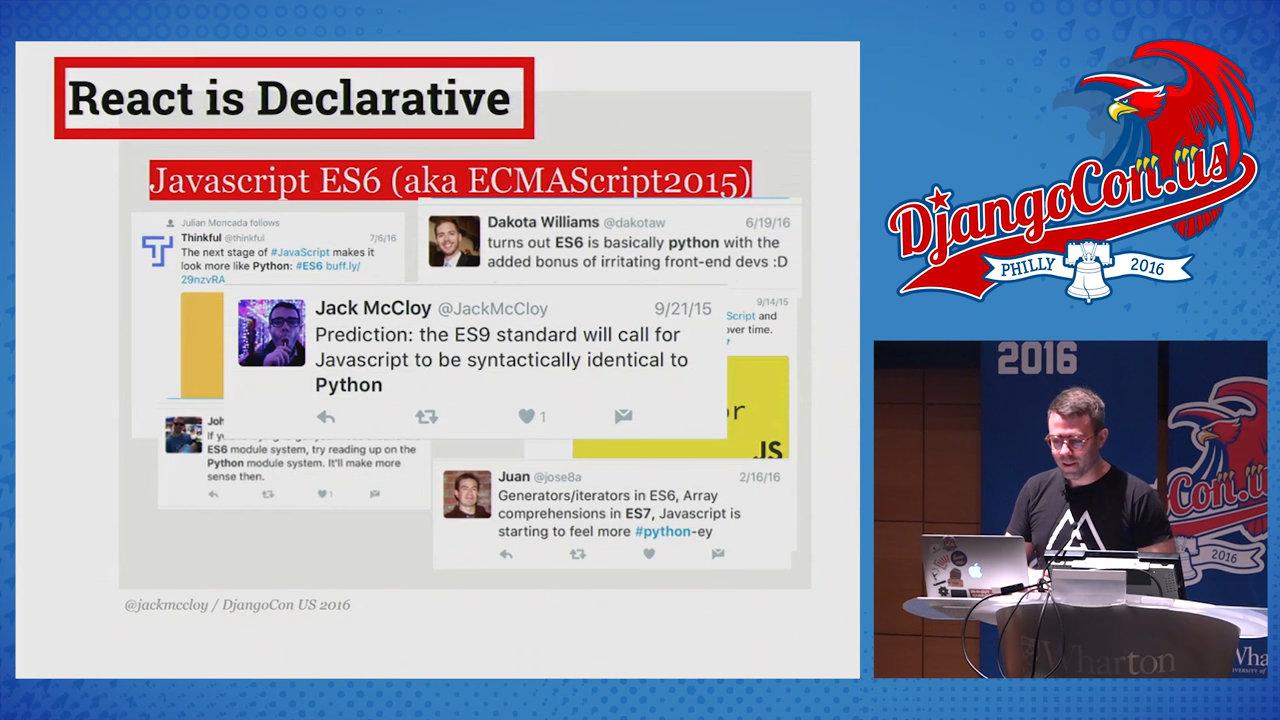 React is Declarative
Javascript ES6 (aka ECMAScript2015)
Julian Moncada follows
Thinkful @thinkful 7/6/16
The next stage of #JavaScript makes it
look more like Python: #ES6 buff.ly/
29nzvRA
Dakota Williams @dakotaw 6/19/16
turns out ES6 is basically python with the
added bonus of irritating front-end devs :D
Jack McCloy @JackMcCloy 9/21/15
Prediction: the ES9 standard will call for
Javascript to be syntactically identical to
Python
1
9/14/15
Script and
over time.
or
JS
Joh
ES6 module system, try reading up on the
Python module system. It'll make more
sense then.
1
Juan @jose8a 2/16/16
Generators/iterators in ES6, Array
comprehensions in ES7, Javascript is
starting to feel more #python-ey
@jackmccloy / DjangoCon US 2016
DjangoCon.us
PHILLY 2016
2016
Con.u
2016
Wharton
Wha